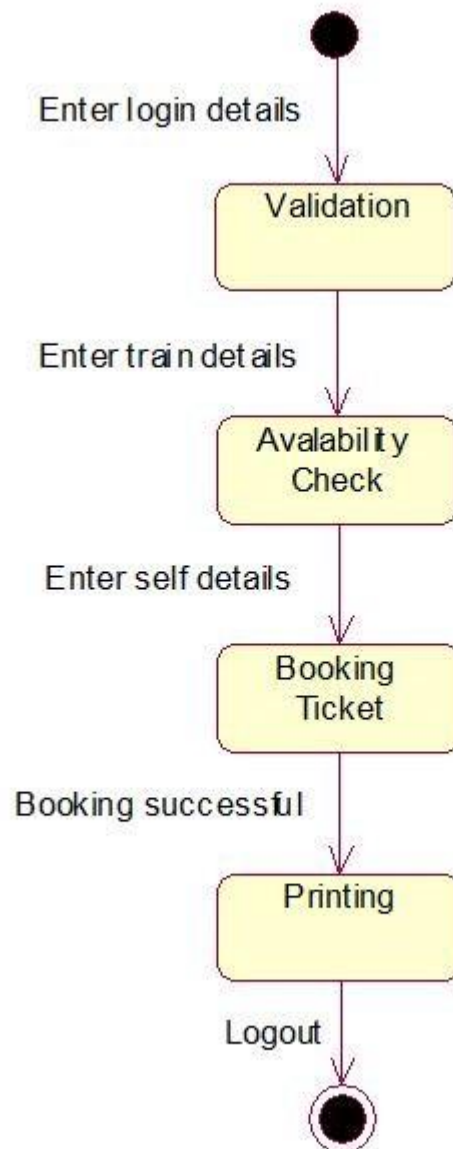 Enter login details
Validation
Enter train details
Avalability
Check
Enter self details
Booking
Ticket
Booking successful
Printing
Logout